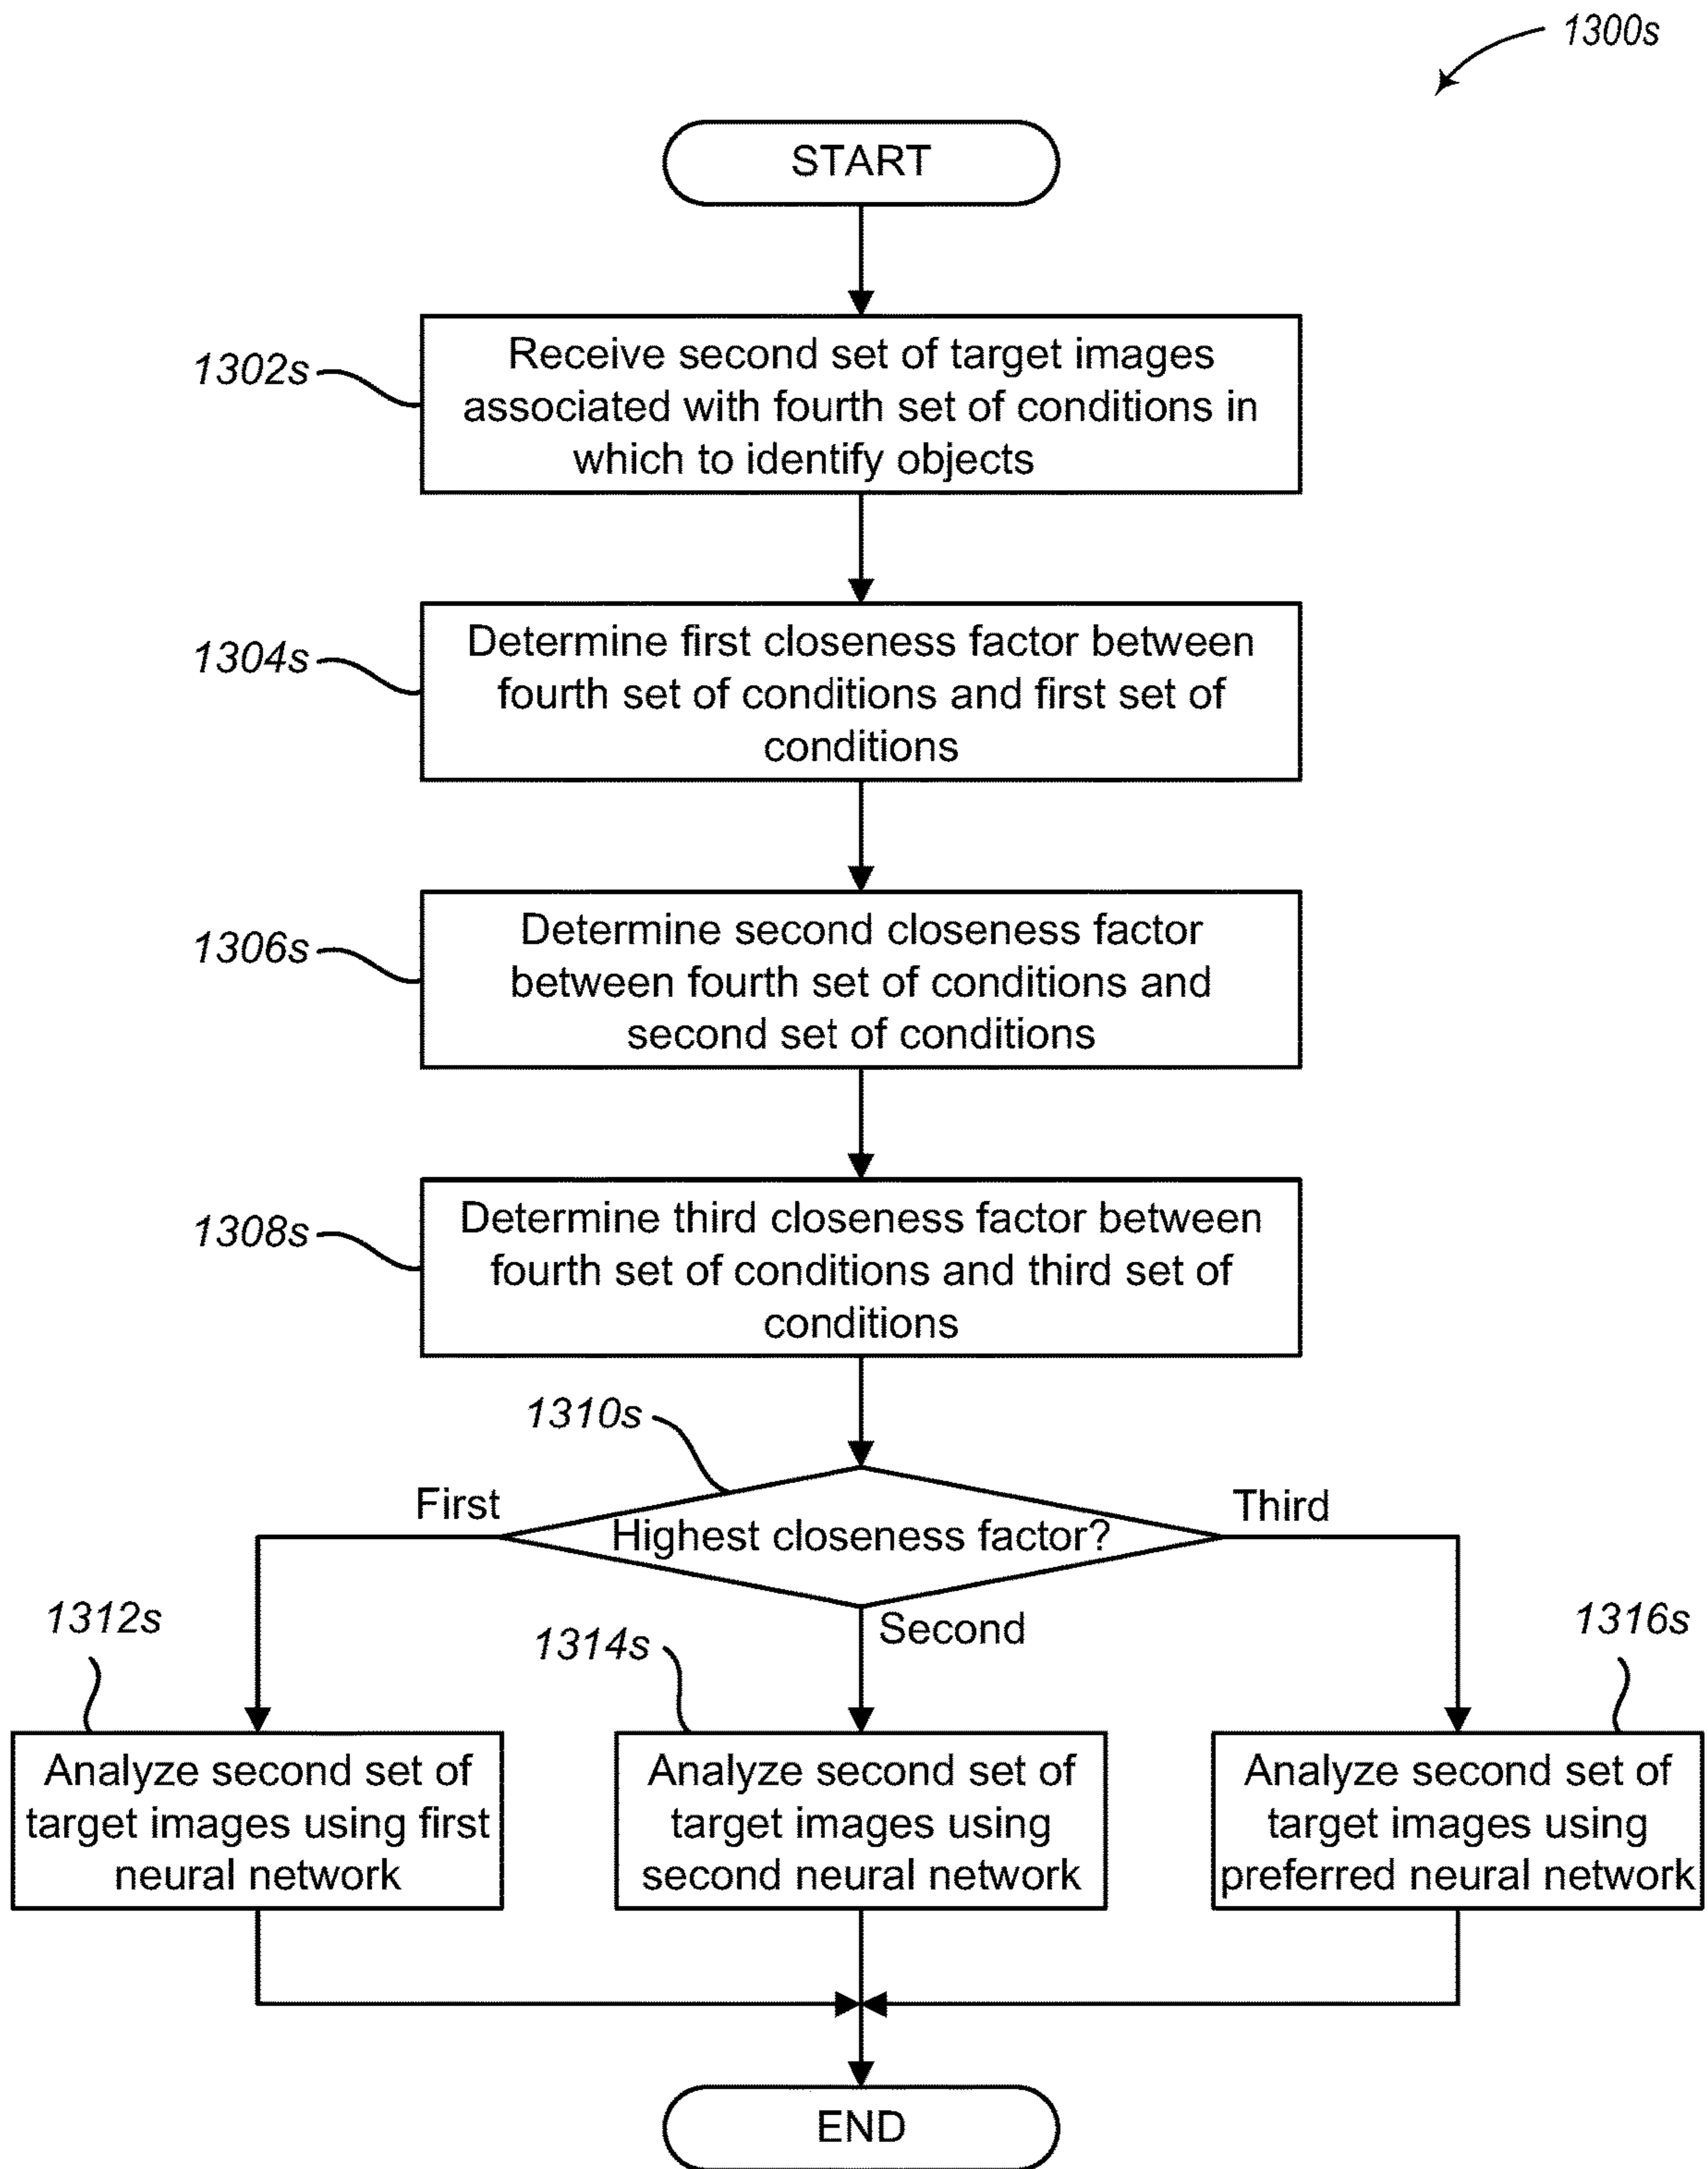 1300s
START
1302s
Receive second set of target images
associated with fourth set of conditions in
which to identify objects
1304s
Determine first closeness factor between
fourth set of conditions and first set of
conditions
1306s
Determine second closeness factor
between fourth set of conditions and
second set of conditions
1308s
Determine third closeness factor between
fourth set of conditions and third set of
conditions
1310s
First
Highest closeness factor?
Third
Second
1312s
Analyze second set of
target images using first
neural network
1314s
Analyze second set of
target images using
second neural network
1316s
Analyze second set of
target images using
preferred neural network
END